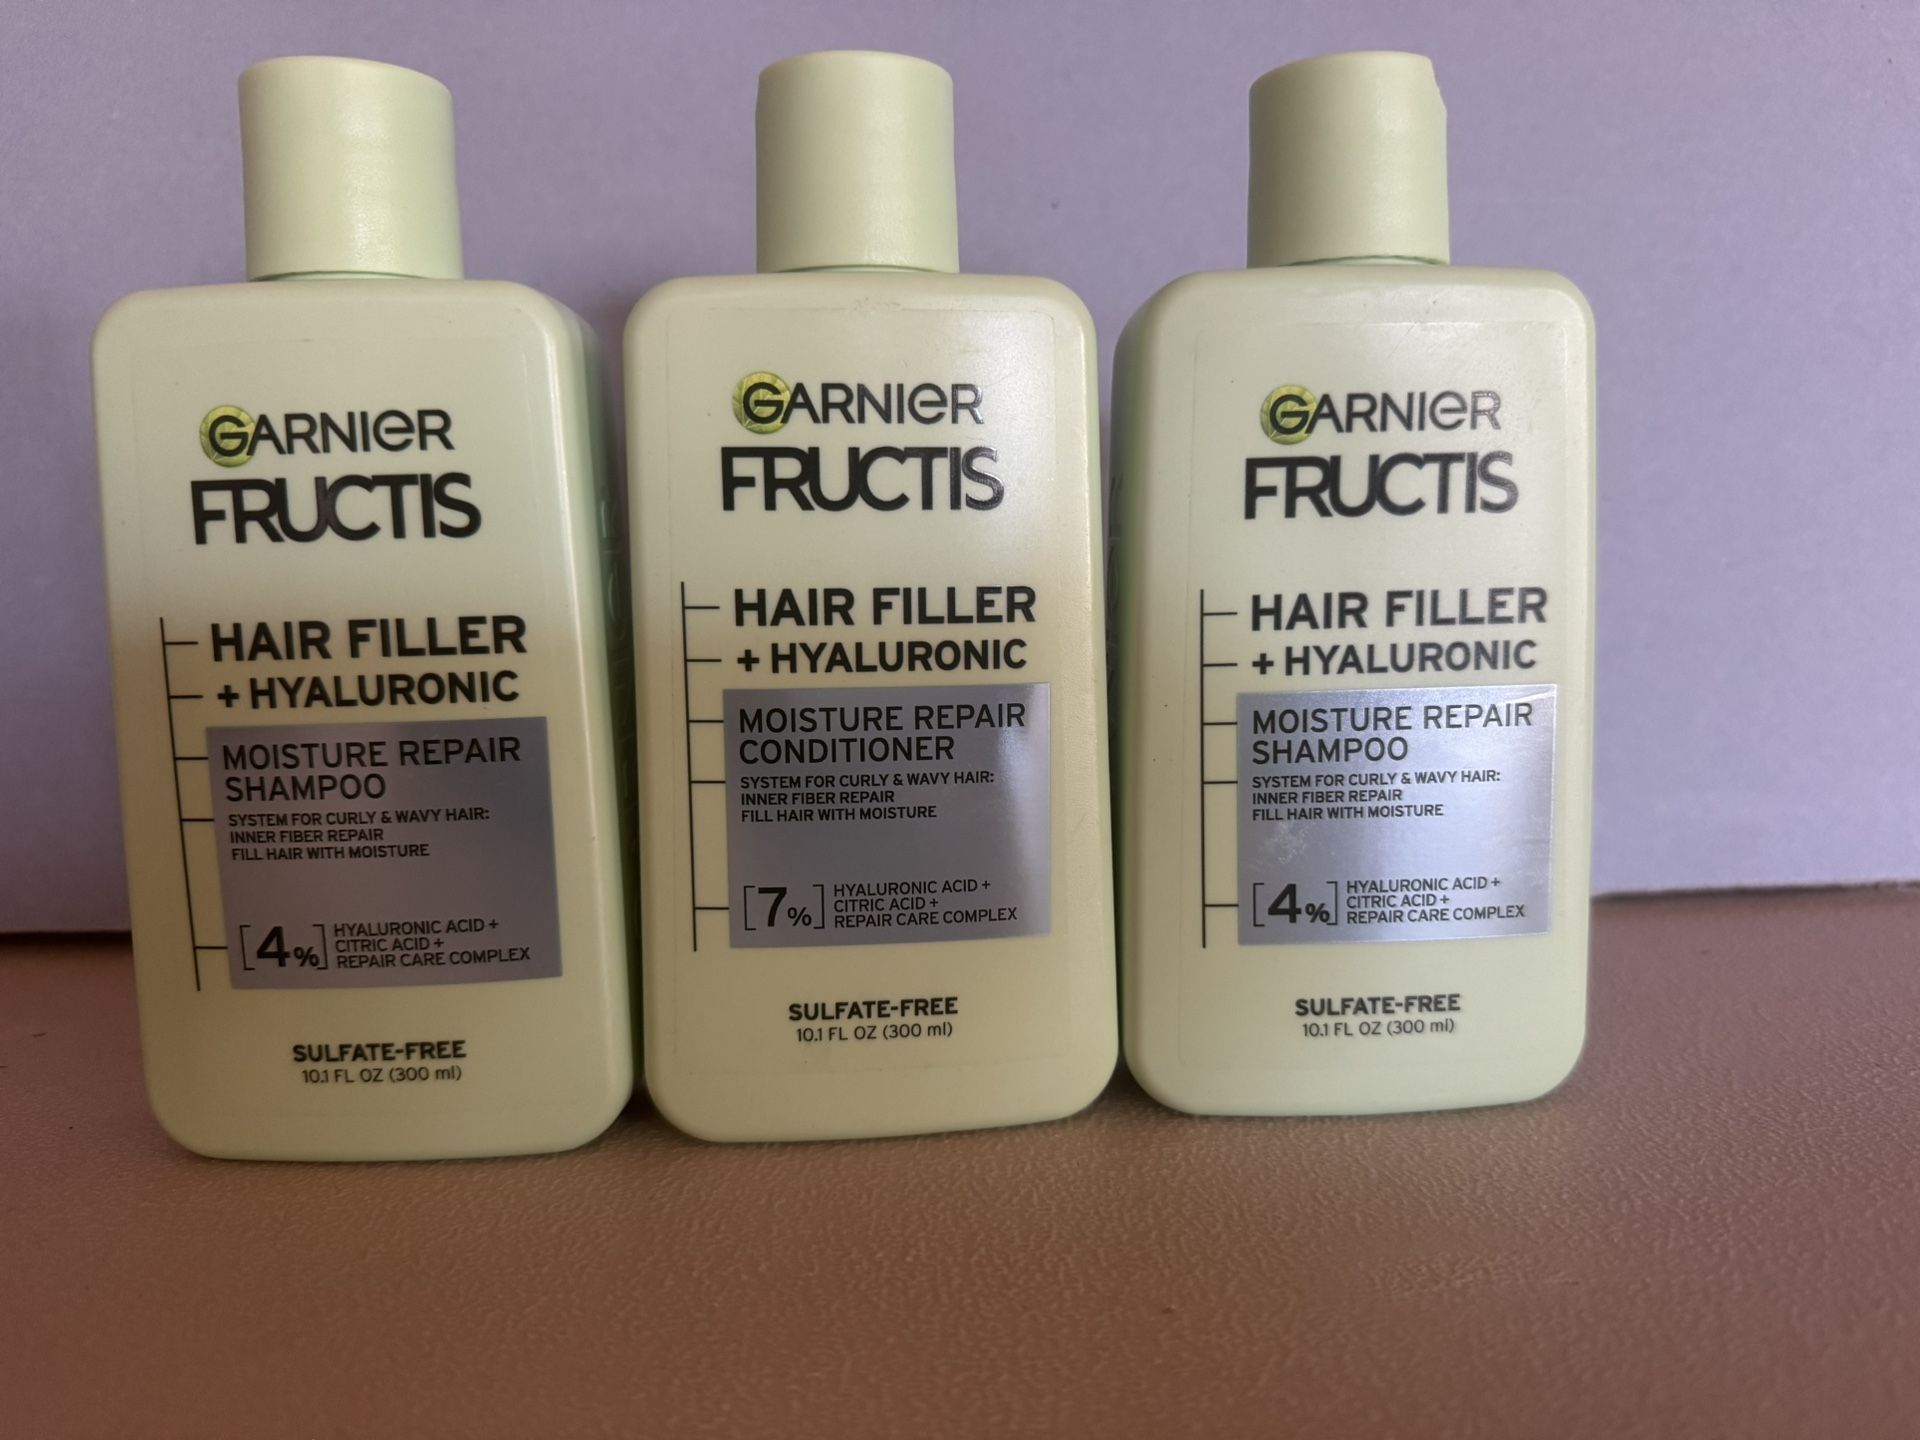 GARNIER
FRUCTIS
HAIR FILLER
+ HYALURONIC
MOISTURE REPAIR
SHAMPOO
SYSTEM FOR CURLY & WAVY HAIR:
INNER FIBER REPAIR
FILL HAIR WITH MOISTURE
[4%] HYALURONIC ACID +
CITRIC ACID +
REPAIR CARE COMPLEX
SULFATE-FREE
10.1 FL OZ (300 ml)
GARNIER
FRUCTIS
HAIR FILLER
+ HYALURONIC
MOISTURE REPAIR
CONDITIONER
SYSTEM FOR CURLY & WAVY HAIR:
INNER FIBER REPAIR
FILL HAIR WITH MOISTURE
[7%] HYALURONIC ACID +
CITRIC ACID +
REPAIR CARE COMPLEX
SULFATE-FREE
10.1 FL OZ (300 ml)
GARNIER
FRUCTIS
HAIR FILLER
+ HYALURONIC
MOISTURE REPAIR
SHAMPOO
SYSTEM FOR CURLY & WAVY HAIR:
INNER FIBER REPAIR
FILL HAIR WITH MOISTURE
[4%] HYALURONIC ACID +
CITRIC ACID +
REPAIR CARE COMPLEX
SULFATE-FREE
10.1 FL OZ (300 ml)